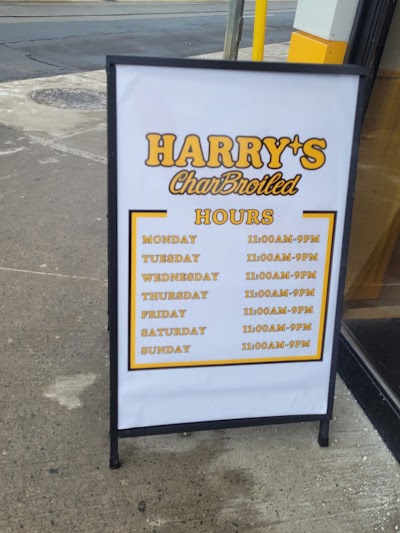 HARRY'S
CharBroiled
HOURS
MONDAY 11:00AM-9PM
TUESDAY 11:00AM-9PM
WEDNESDAY 11:00AM-9PM
THURSDAY 11:00AM-9PM
FRIDAY 11:00AM-9PM
SATURDAY 11:00AM-9PM
SUNDAY 11:00AM-9PM